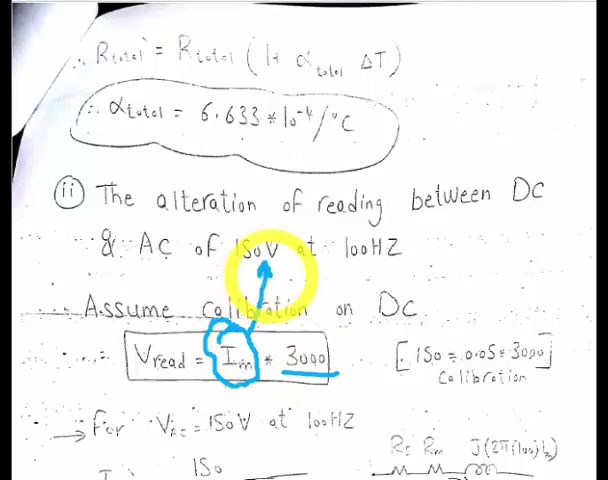 ∴ R_total' = R_total (1+ α_total ΔT)
∴ α_total = 6.633 * 10^-4/°C
(ii) The alteration of reading between DC
& AC of 150V at 100HZ
Assume calibration on DC
∴ V_read = I_m * 3000
[∵ 150 = 0.05 * 3000]
Calibration
→ For V_AC = 150V at 100HZ
R_s R_m J(2π(100)L)
150